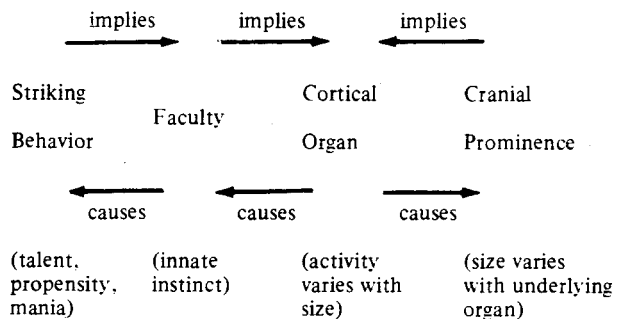 implies implies implies
Striking Cortical Cranial
Faculty
Behavior Organ Prominence
causes causes causes
(talent, (innate (activity (size varies
propensity, instinct) varies with with underlying
mania) size) organ)